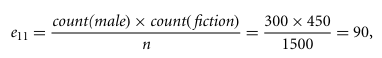 e₁₁ = count(male) × count(fiction) / n = 300 × 450 / 1500 = 90,